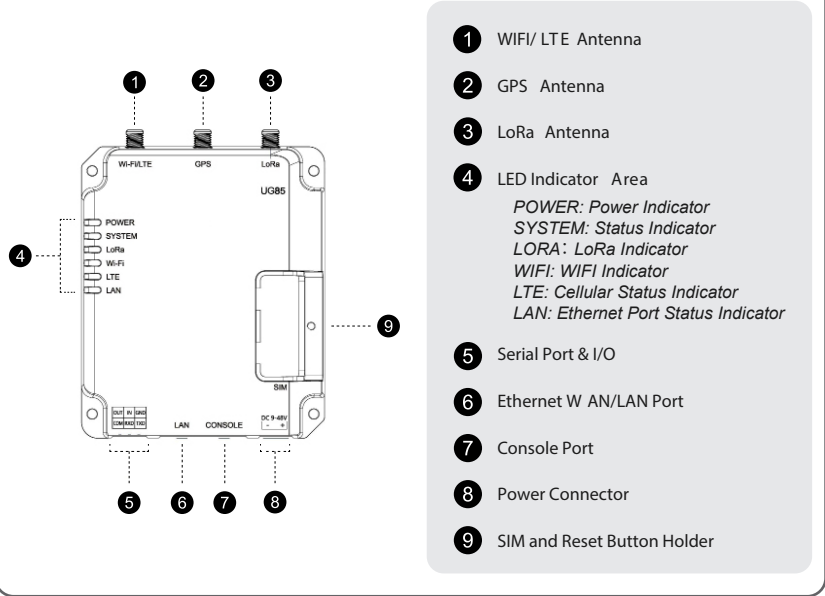 1
2
3
Wi-Fi/LTE
GPS
LoRa
UG85
POWER
SYSTEM
LoRa
Wi-Fi
LTE
LAN
4
9
SIM
OUT IN GND
COM RXD TXD
LAN
CONSOLE
DC 9-48V
- +
5
6
7
8
1 WIFI/ LTE Antenna
2 GPS Antenna
3 LoRa Antenna
4 LED Indicator Area
POWER: Power Indicator
SYSTEM: Status Indicator
LORA: LoRa Indicator
WIFI: WIFI Indicator
LTE: Cellular Status Indicator
LAN: Ethernet Port Status Indicator
5 Serial Port & I/O
6 Ethernet W AN/LAN Port
7 Console Port
8 Power Connector
9 SIM and Reset Button Holder